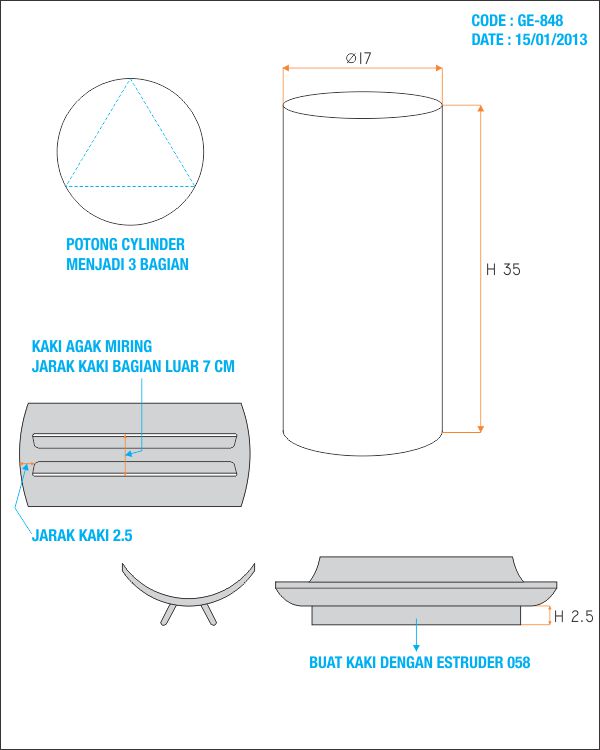 CODE : GE-848
DATE : 15/01/2013
Ø17
H 35
POTONG CYLINDER
MENJADI 3 BAGIAN
KAKI AGAK MIRING
JARAK KAKI BAGIAN LUAR 7 CM
JARAK KAKI 2.5
H 2.5
BUAT KAKI DENGAN ESTRUDER 058